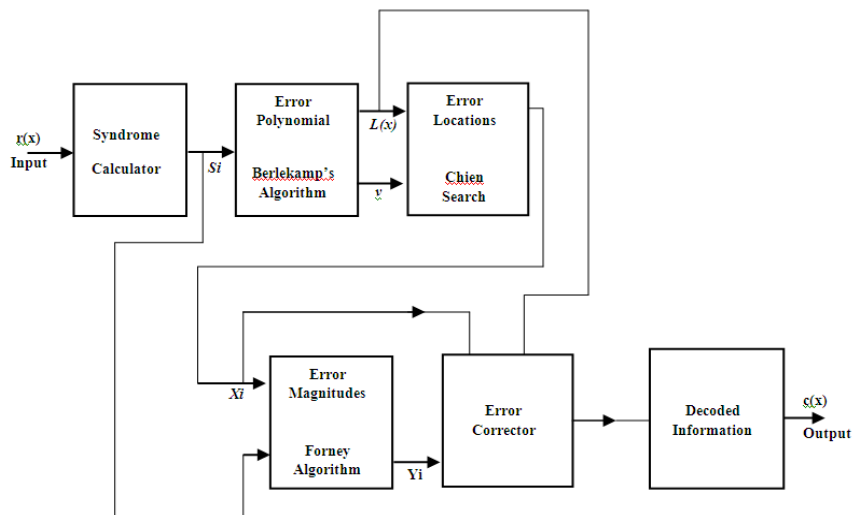 r(x)
Input
Syndrome
Calculator
Si
Error
Polynomial
Berlekamp's
Algorithm
L(x)
v
Error
Locations
Chien
Search
Xi
Error
Magnitudes
Forney
Algorithm
Yi
Error
Corrector
Decoded
Information
c(x)
Output